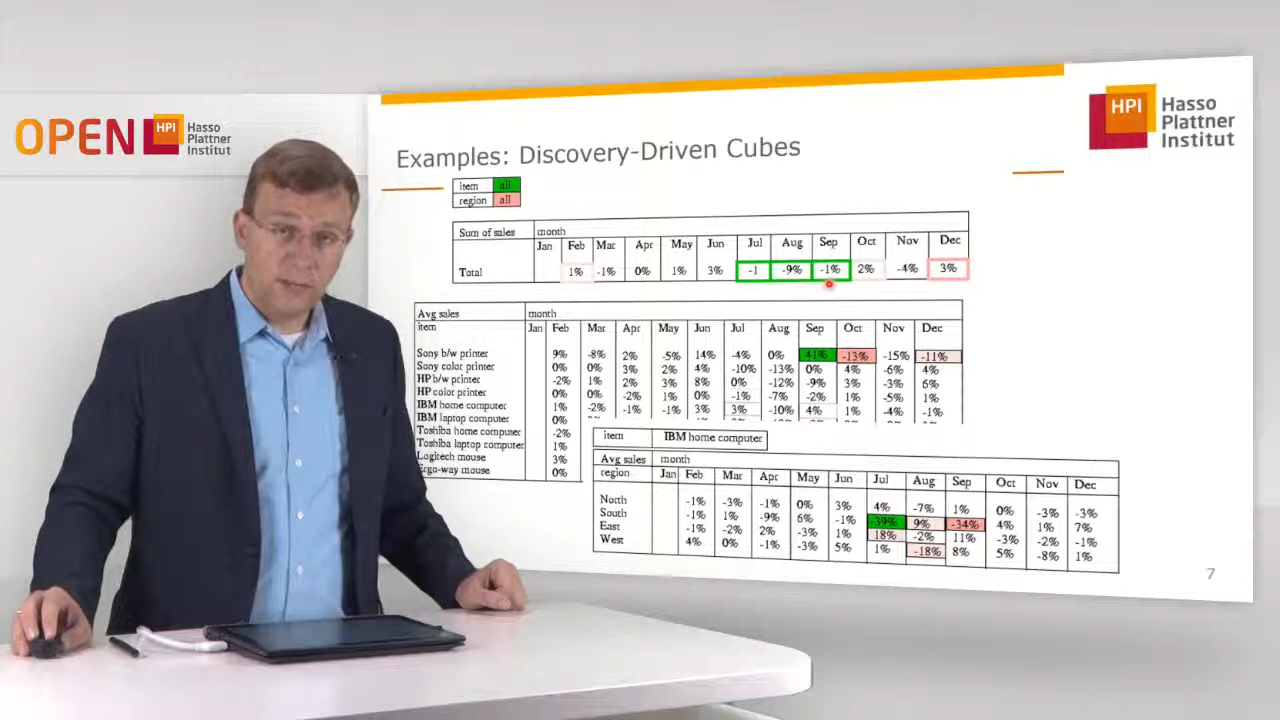 OPEN HPI Hasso Plattner Institut
HPI Hasso Plattner Institut
Examples: Discovery-Driven Cubes
item all
region all
Sum of sales month
Jan Feb Mar Apr May Jun Jul Aug Sep Oct Nov Dec
Total 1% -1% 0% 1% 3% -1 -9% -1% 2% -4% 3%
Avg sales month
item Jan Feb Mar Apr May Jun Jul Aug Sep Oct Nov Dec
Sony b/w printer 9% -8% 2% -5% 14% -4% 0% 41% -13% -15% -11%
Sony color printer 0% 0% 3% 2% 4% -10% -13% 0% 4% -6% 4%
HP b/w printer -2% 1% 2% 3% 8% 0% -12% -9% 3% -3% 6%
HP color printer 0% 0% -2% 1% 0% -1% -7% -2% 1% -5% 1%
IBM home computer 1% -2% -1% -1% 3% 3% -10% 4% 1% -4% -1%
IBM laptop computer 0%
Toshiba home computer -2%
Toshiba laptop computer 1%
Logitech mouse 3%
Ergo-way mouse 0%
item IBM home computer
Avg sales month
region Jan Feb Mar Apr May Jun Jul Aug Sep Oct Nov Dec
North -1% -3% -1% 0% 3% 4% -7% 1% 0% -3% -3%
South -1% 1% -9% 6% -1% -39% 9% -34% 4% 1% 7%
East -1% -2% 2% -3% 1% 18% -2% 11% -3% -2% -1%
West 4% 0% -1% -3% 5% 1% -18% 8% 5% -8% 1%
7